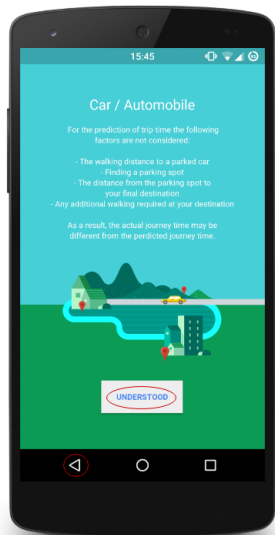 15:45
Car / Automobile
For the prediction of trip time the following
factors are not considered:
- The walking distance to a parked car
- Finding a parking spot
- The distance from the parking spot to
your final destination
- Any additional walking required at your destination
As a result, the actual journey time may be
different from the perdicted journey time.
UNDERSTOOD